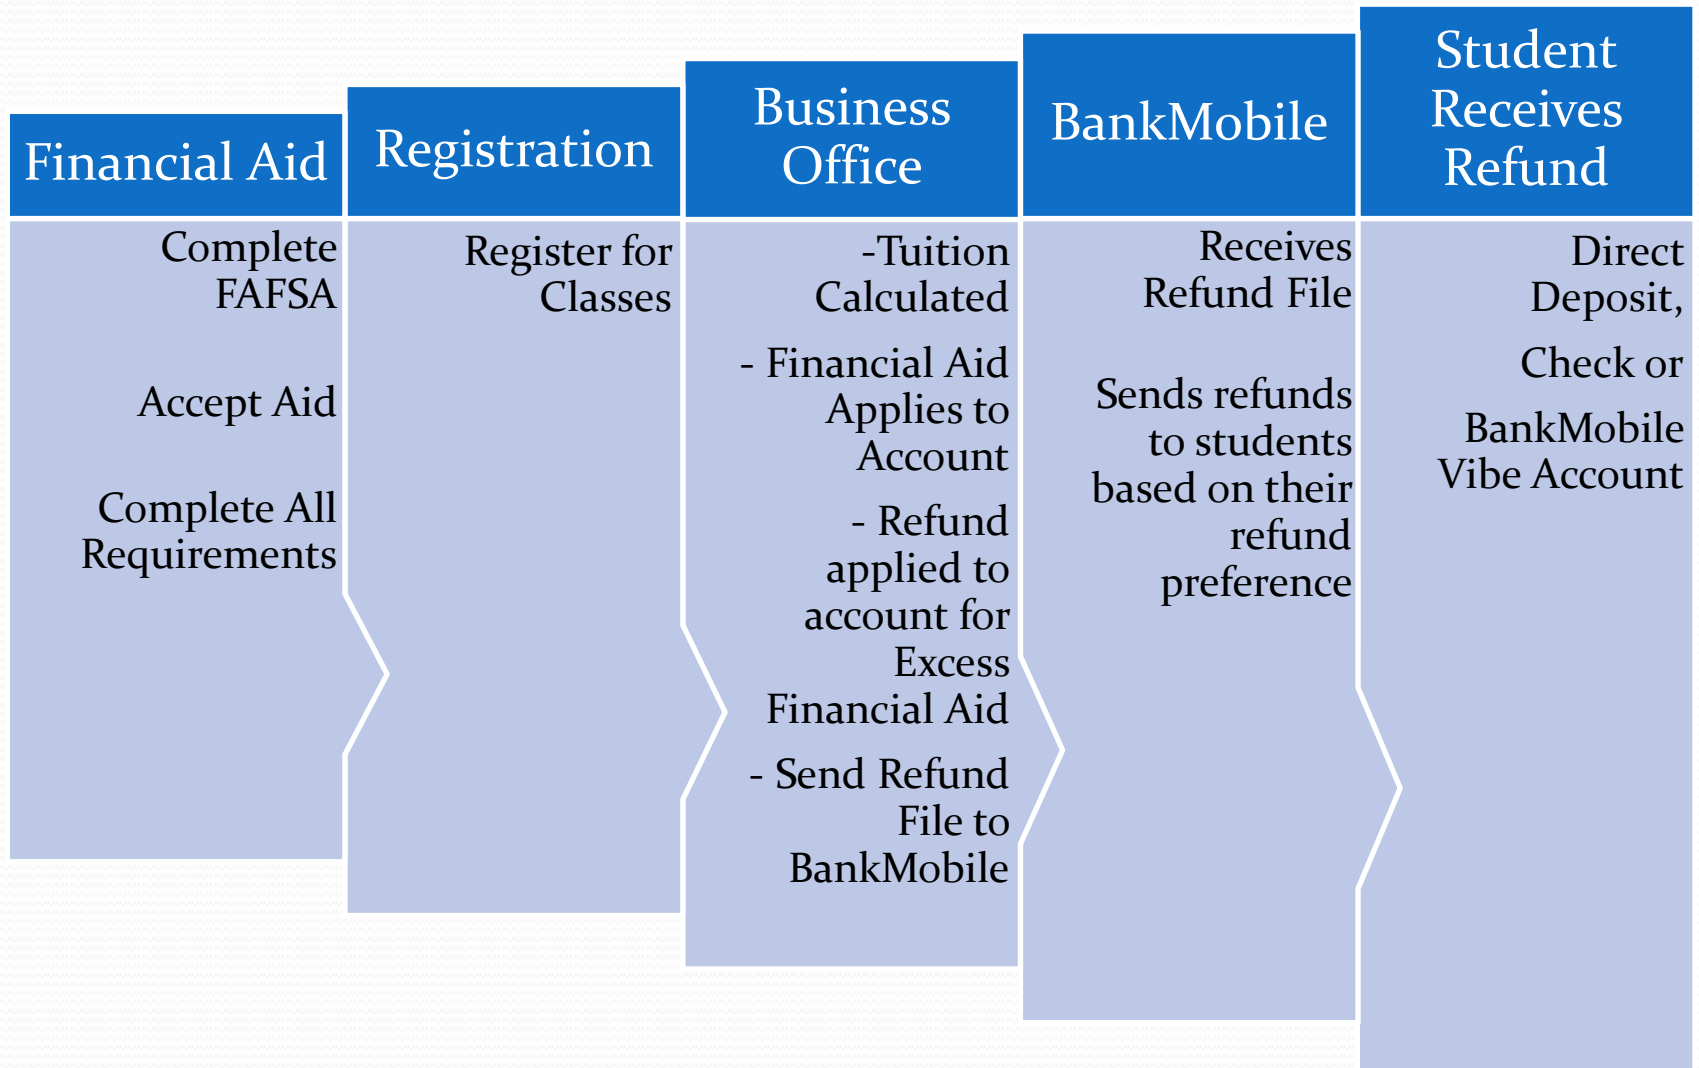 Financial Aid
Complete
FAFSA
Accept Aid
Complete All
Requirements
Registration
Register for
Classes
Business
Office
-Tuition
Calculated
- Financial Aid
Applies to
Account
- Refund
applied to
account for
Excess
Financial Aid
- Send Refund
File to
BankMobile
BankMobile
Receives
Refund File
Sends refunds
to students
based on their
refund
preference
Student
Receives
Refund
Direct
Deposit,
Check or
BankMobile
Vibe Account